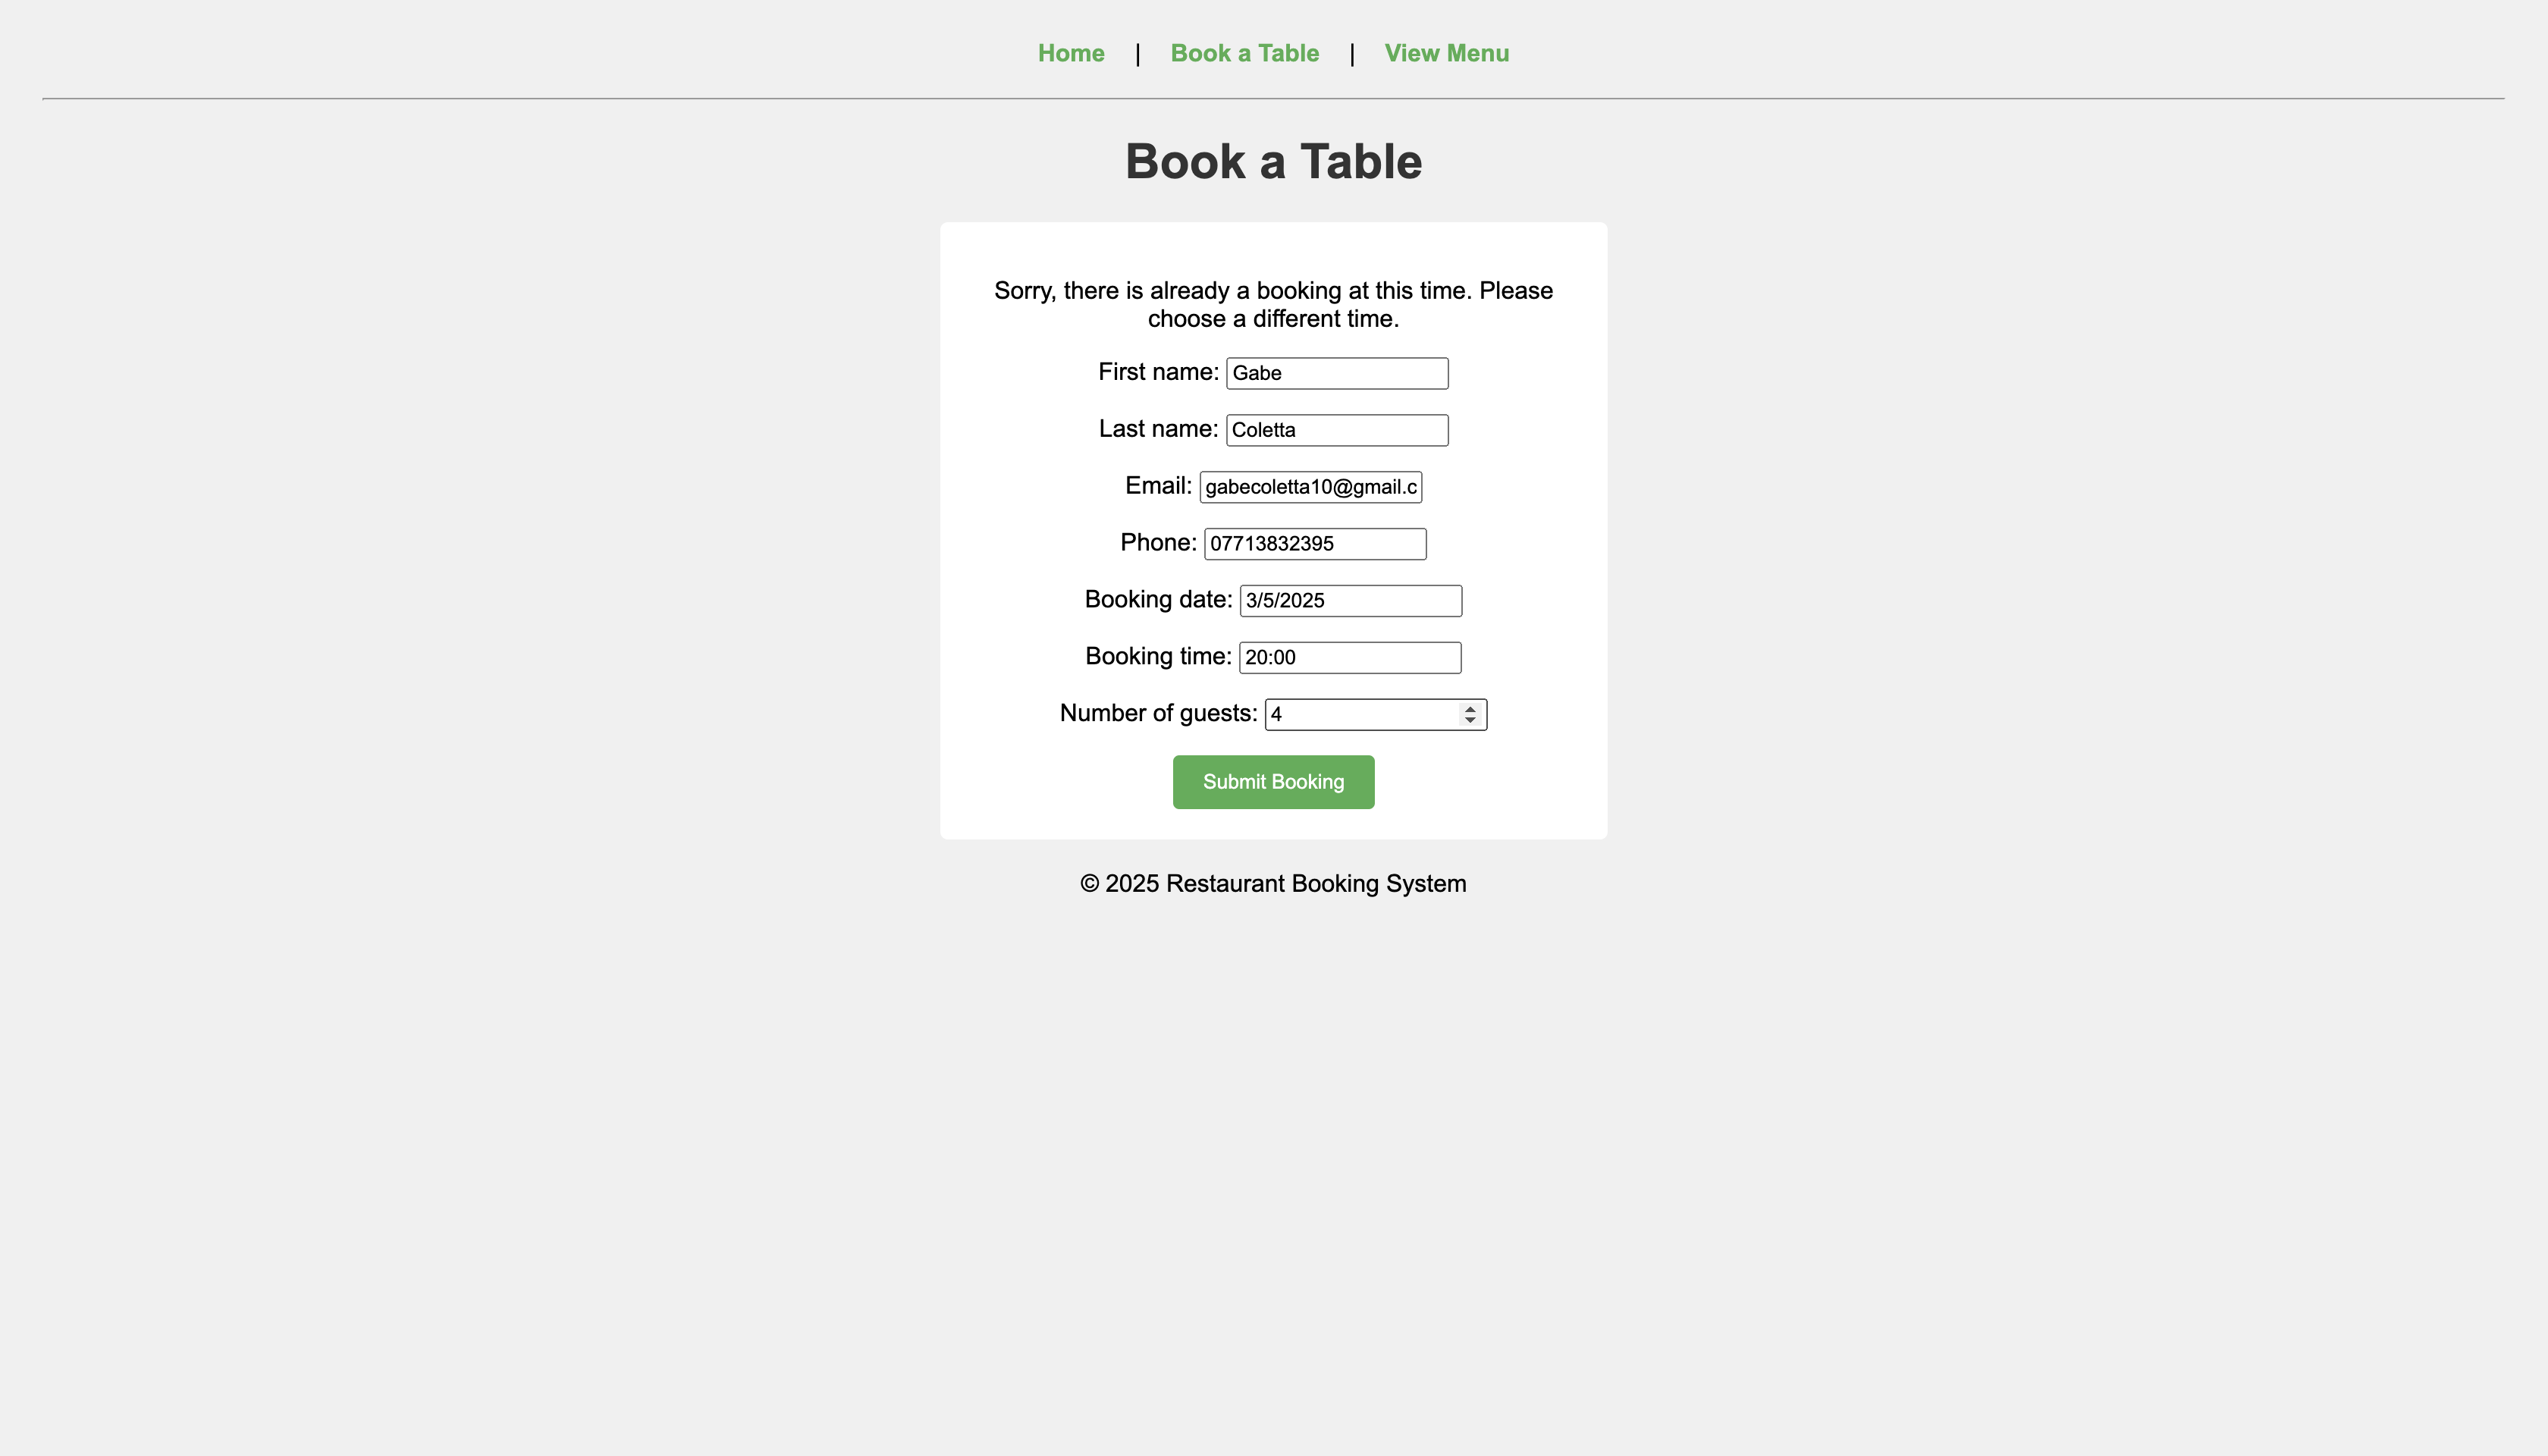 Home | Book a Table | View Menu
Book a Table
Sorry, there is already a booking at this time. Please
choose a different time.
First name: Gabe
Last name: Coletta
Email: gabecoletta10@gmail.c
Phone: 07713832395
Booking date: 3/5/2025
Booking time: 20:00
Number of guests: 4
Submit Booking
© 2025 Restaurant Booking System